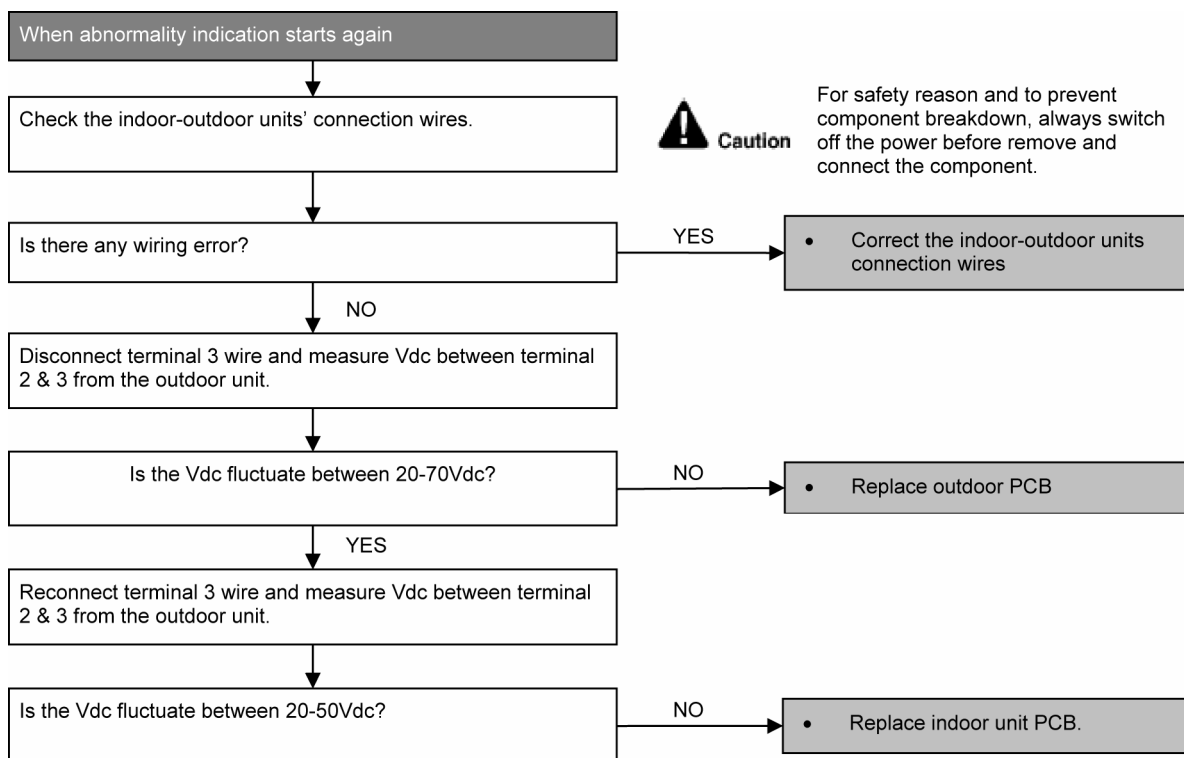 When abnormality indication starts again
Check the indoor-outdoor units' connection wires.
Caution
For safety reason and to prevent
component breakdown, always switch
off the power before remove and
connect the component.
Is there any wiring error?
YES
• Correct the indoor-outdoor units
connection wires
NO
Disconnect terminal 3 wire and measure Vdc between terminal
2 & 3 from the outdoor unit.
Is the Vdc fluctuate between 20-70Vdc?
NO
• Replace outdoor PCB
YES
Reconnect terminal 3 wire and measure Vdc between terminal
2 & 3 from the outdoor unit.
Is the Vdc fluctuate between 20-50Vdc?
NO
• Replace indoor unit PCB.